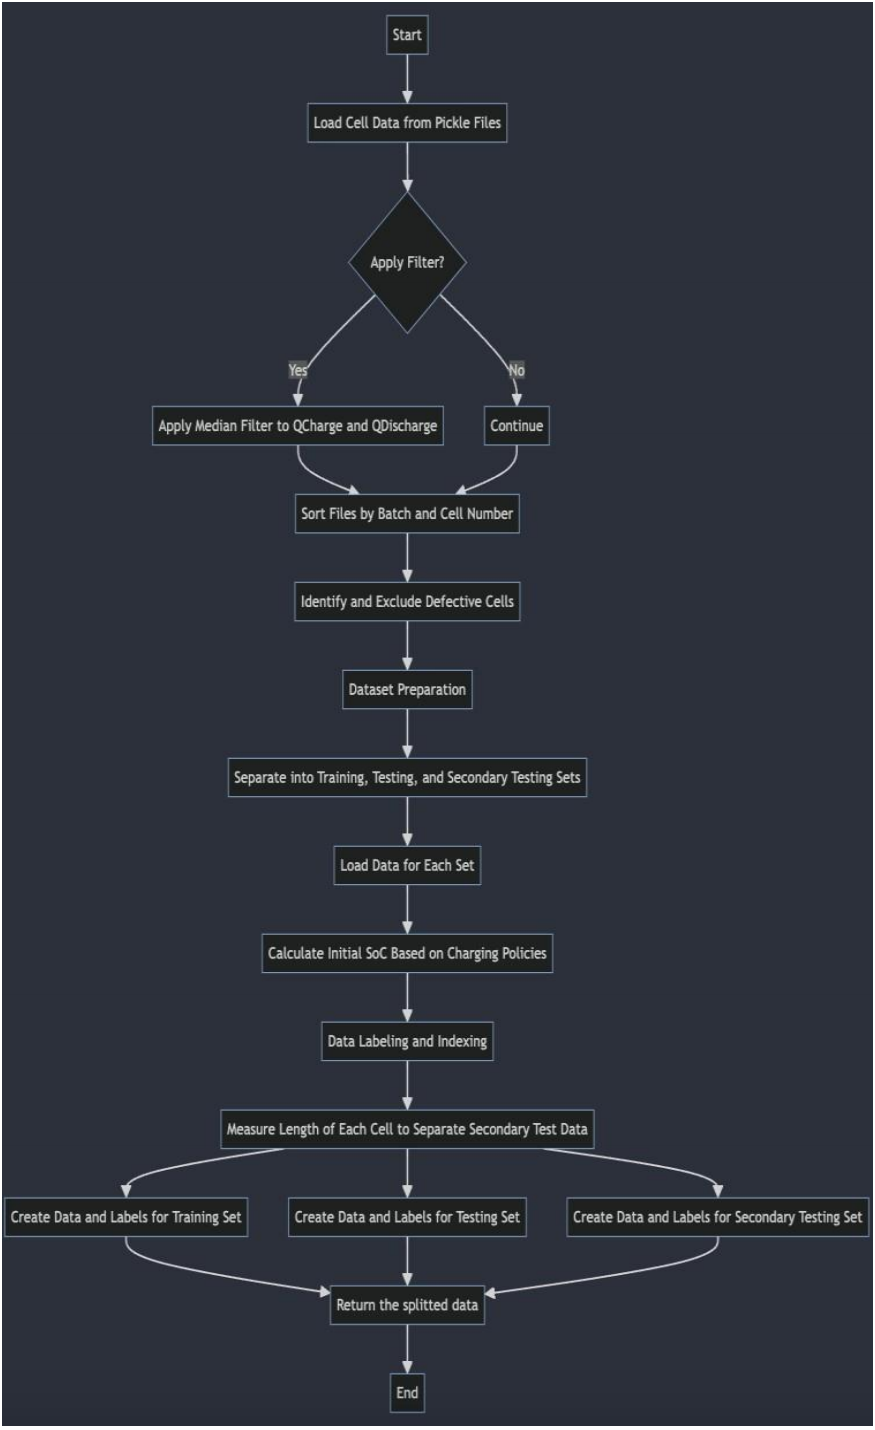 Start
Load Cell Data from Pickle Files
Apply Filter?
Yes
No
Apply Median Filter to QCharge and QDischarge
Continue
Sort Files by Batch and Cell Number
Identify and Exclude Defective Cells
Dataset Preparation
Separate into Training, Testing, and Secondary Testing Sets
Load Data for Each Set
Calculate Initial SoC Based on Charging Policies
Data Labeling and Indexing
Measure Length of Each Cell to Separate Secondary Test Data
Create Data and Labels for Training Set
Create Data and Labels for Testing Set
Create Data and Labels for Secondary Testing Set
Return the splitted data
End